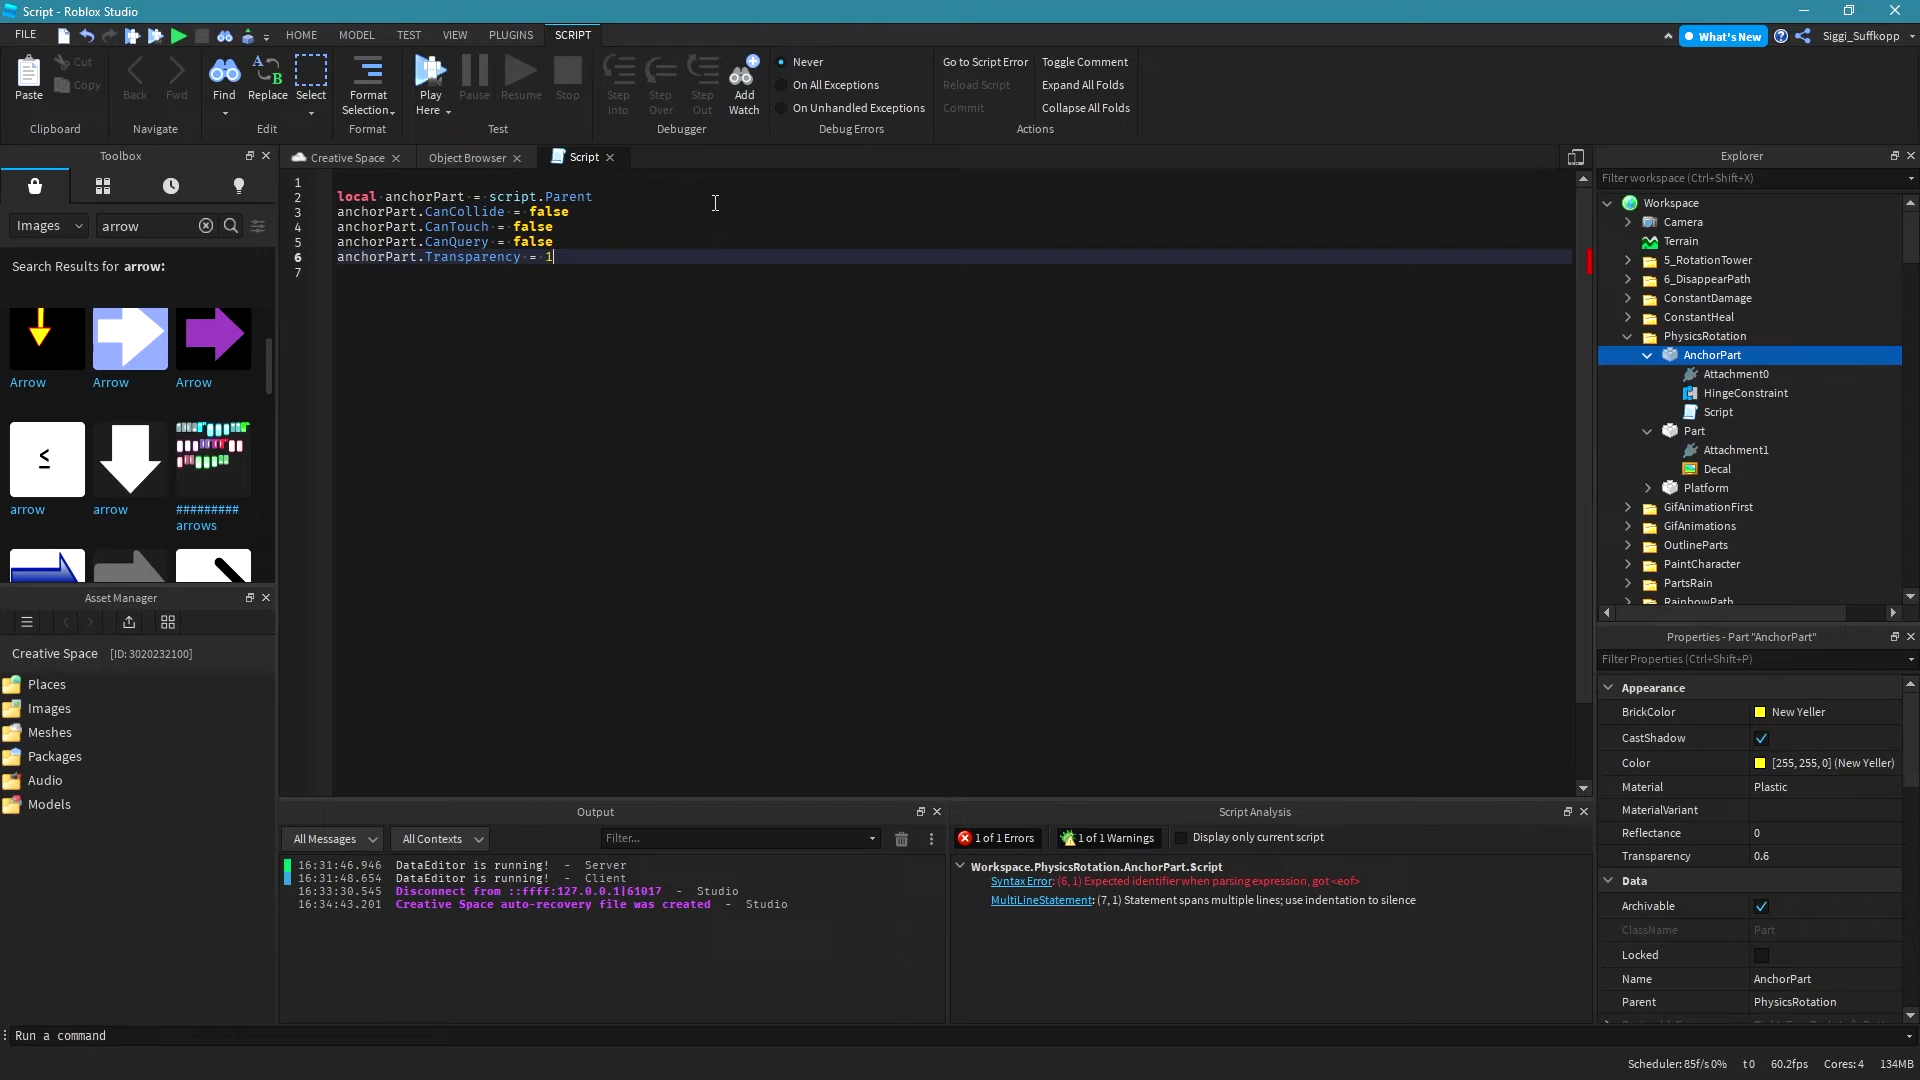 Script - Roblox Studio
FILE
HOME
MODEL
TEST
VIEW
PLUGINS
SCRIPT
What's New
Siggi_Suffkopp
Paste
Cut
Copy
Clipboard
Back
Fwd
Navigate
Find
Replace
Select
Edit
Format
Selection
Format
Play
Here
Pause
Resume
Stop
Test
Step
Into
Step
Over
Step
Out
Add
Watch
Debugger
Never
On All Exceptions
On Unhandled Exceptions
Debug Errors
Go to Script Error
Reload Script
Commit
Toggle Comment
Expand All Folds
Collapse All Folds
Actions
Toolbox
Images
arrow
Search Results for arrow:
Arrow
Arrow
Arrow
≤
arrow
arrow
#########
arrows
Asset Manager
Creative Space [ID: 3020232100]
Places
Images
Meshes
Packages
Audio
Models
Creative Space
Object Browser
Script
1
2 local anchorPart = script.Parent
3 anchorPart.CanCollide = false
4 anchorPart.CanTouch = false
5 anchorPart.CanQuery = false
6 anchorPart.Transparency = 1
7
Output
All Messages
All Contexts
Filter...
16:31:46.946 DataEditor is running! - Server
16:31:48.654 DataEditor is running! - Client
16:33:30.545 Disconnect from ::ffff:127.0.0.1|61017 - Studio
16:34:43.201 Creative Space auto-recovery file was created - Studio
Script Analysis
1 of 1 Errors
1 of 1 Warnings
Display only current script
Workspace.PhysicsRotation.AnchorPart.Script
Syntax Error: (6, 1) Expected identifier when parsing expression, got <eof>
MultiLineStatement: (7, 1) Statement spans multiple lines; use indentation to silence
Explorer
Filter workspace (Ctrl+Shift+X)
Workspace
Camera
Terrain
5_RotationTower
6_DisappearPath
ConstantDamage
ConstantHeal
PhysicsRotation
AnchorPart
Attachment0
HingeConstraint
Script
Part
Attachment1
Decal
Platform
GifAnimationFirst
GifAnimations
OutlineParts
PaintCharacter
PartsRain
RainbowPath
Properties - Part "AnchorPart"
Filter Properties (Ctrl+Shift+P)
Appearance
BrickColor New Yeller
CastShadow
Color [255, 255, 0] (New Yeller)
Material Plastic
MaterialVariant
Reflectance 0
Transparency 0.6
Data
Archivable
ClassName Part
Locked
Name AnchorPart
Parent PhysicsRotation
Run a command
Scheduler: 85f/s 0% t 0 60.2fps Cores: 4 134MB